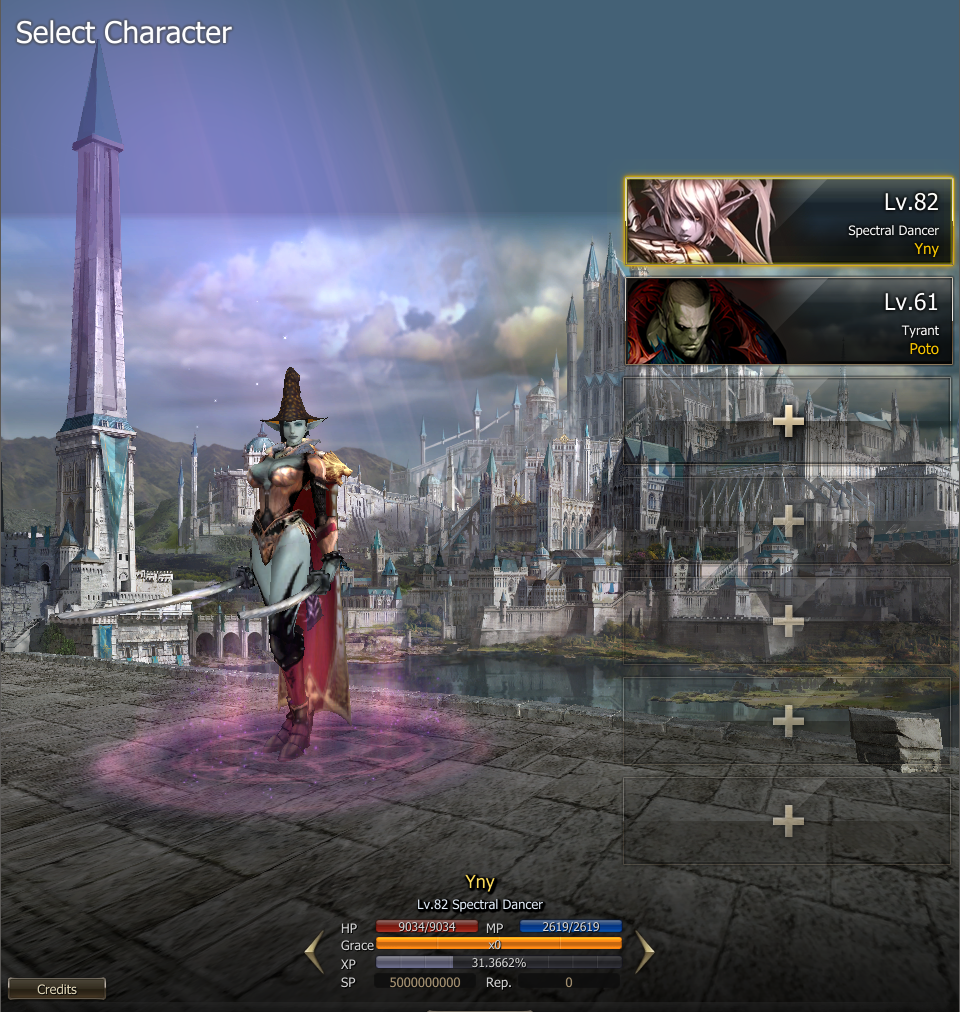 Select Character
Lv.82
Spectral Dancer
Yny
Lv.61
Tyrant
Poto
Yny
Lv.82 Spectral Dancer
HP 9034/9034 MP 2619/2619
Grace x0
XP 31.3662%
SP 5000000000 Rep. 0
Credits